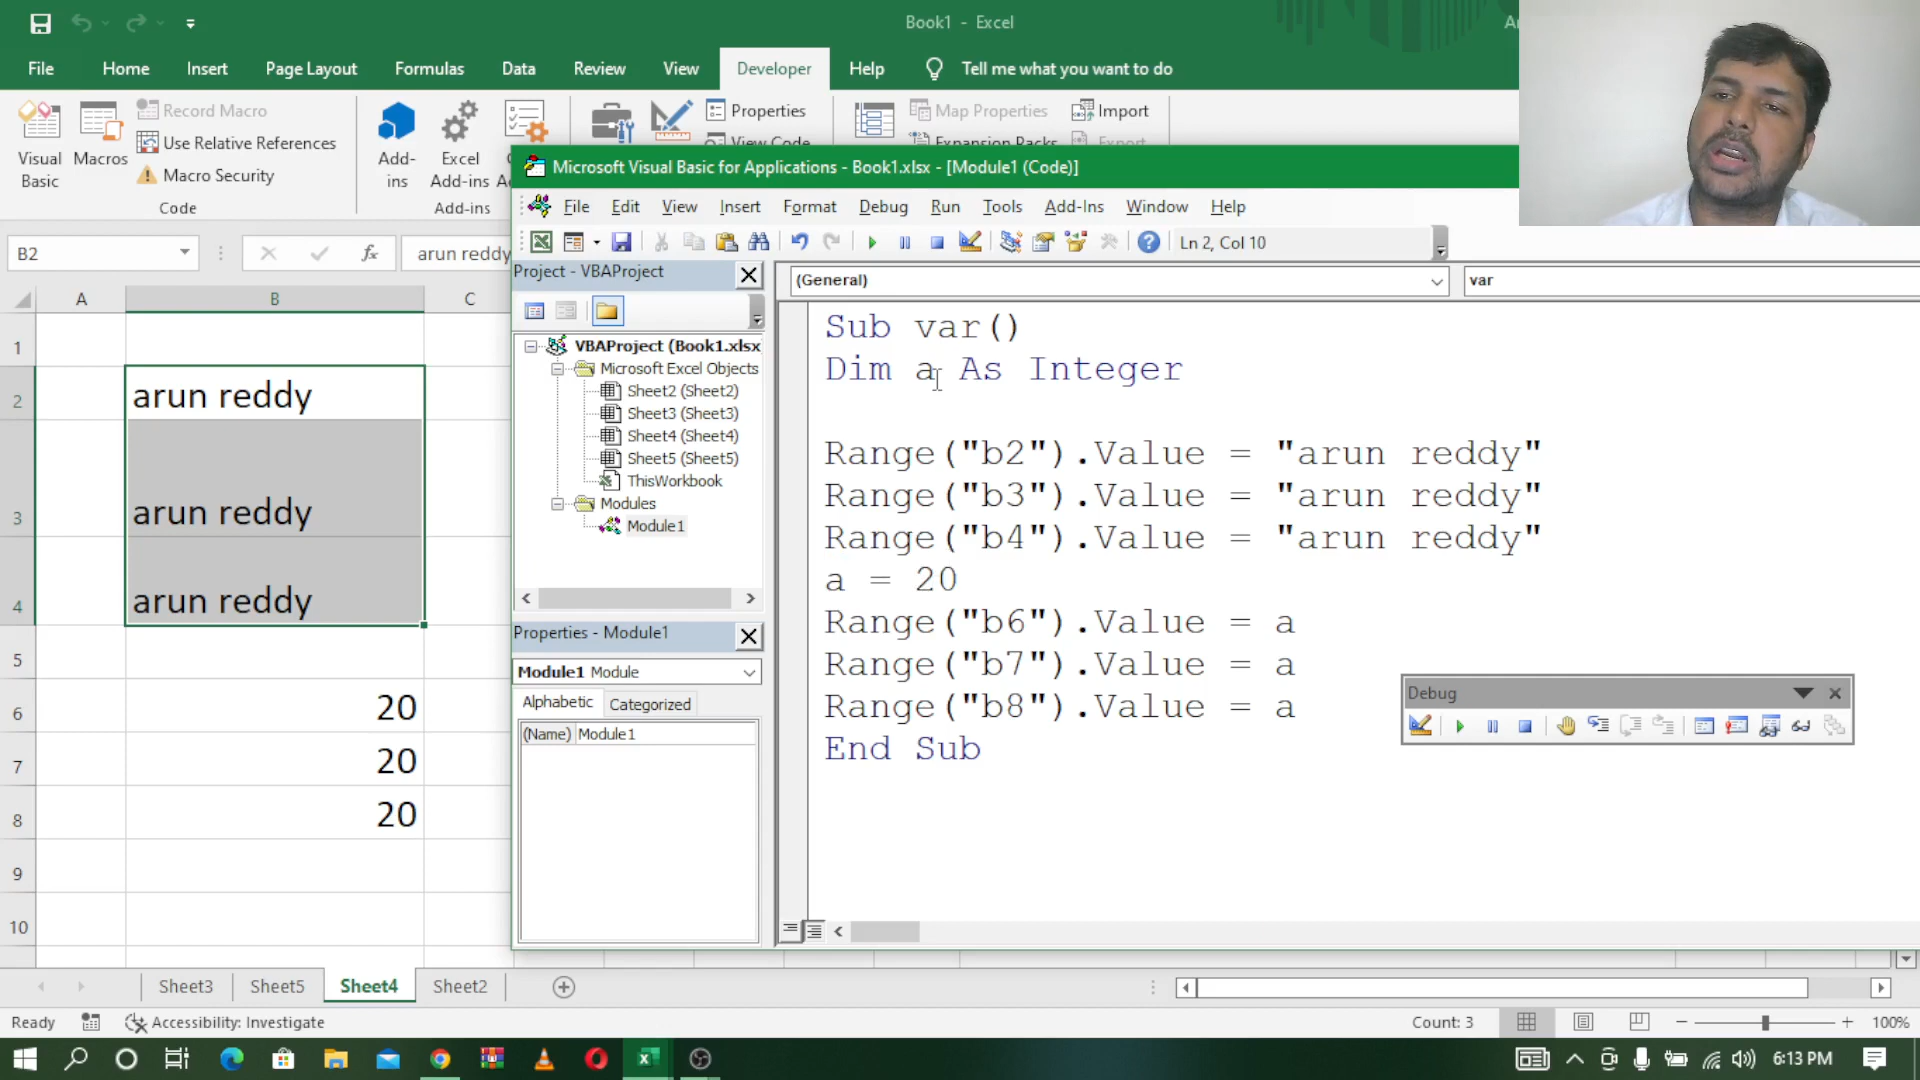 Book1 - Excel
File Home Insert Page Layout Formulas Data Review View Developer Help Tell me what you want to do
Visual Basic
Macros
Record Macro
Use Relative References
Macro Security
Code
Add-ins
Excel Add-ins
Add-ins
Properties
View Code
Map Properties
Expansion Packs
Import
Export
B2
arun reddy
A B C
1
2 arun reddy
3 arun reddy
4 arun reddy
5
6 20
7 20
8 20
9
10
Microsoft Visual Basic for Applications - Book1.xlsx - [Module1 (Code)]
File Edit View Insert Format Debug Run Tools Add-Ins Window Help
Ln 2, Col 10
Project - VBAProject
VBAProject (Book1.xlsx
Microsoft Excel Objects
Sheet2 (Sheet2)
Sheet3 (Sheet3)
Sheet4 (Sheet4)
Sheet5 (Sheet5)
ThisWorkbook
Modules
Module1
Properties - Module1
Module1 Module
Alphabetic Categorized
(Name) Module1
(General)
var
Sub var()
Dim a As Integer
Range("b2").Value = "arun reddy"
Range("b3").Value = "arun reddy"
Range("b4").Value = "arun reddy"
a = 20
Range("b6").Value = a
Range("b7").Value = a
Range("b8").Value = a
End Sub
Debug
Sheet3 Sheet5 Sheet4 Sheet2
Ready Accessibility: Investigate Count: 3 100%
6:13 PM